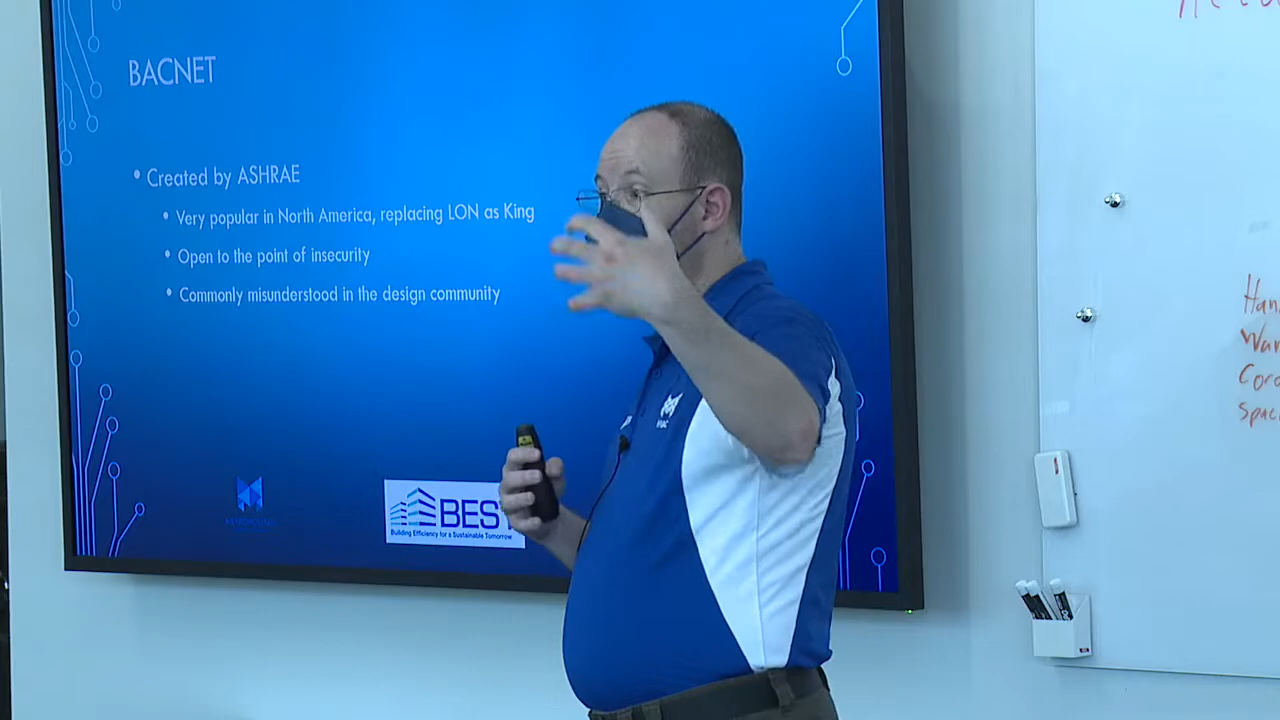 BACNET
• Created by ASHRAE
• Very popular in North America, replacing LON as King
• Open to the point of insecurity
• Commonly misunderstood in the design community
BEST
Building Efficiency for a Sustainable Tomorrow